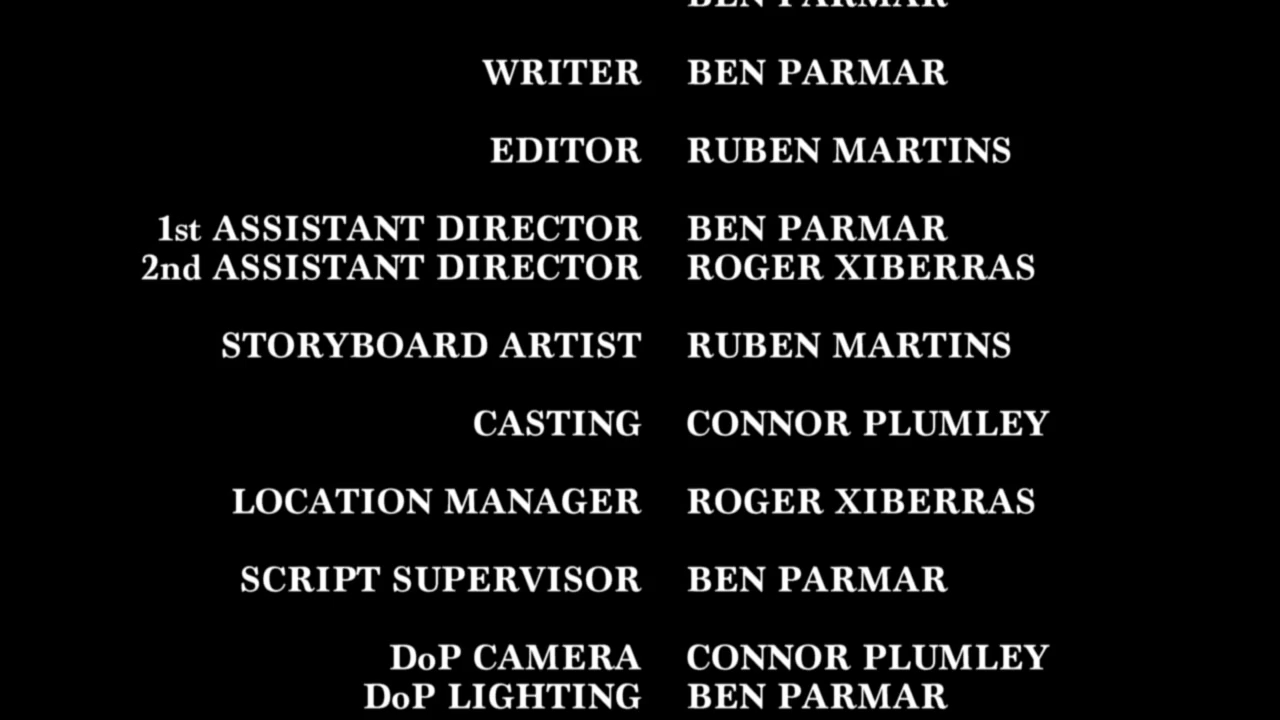 BEN PARMAR
WRITER BEN PARMAR
EDITOR RUBEN MARTINS
1st ASSISTANT DIRECTOR BEN PARMAR
2nd ASSISTANT DIRECTOR ROGER XIBERRAS
STORYBOARD ARTIST RUBEN MARTINS
CASTING CONNOR PLUMLEY
LOCATION MANAGER ROGER XIBERRAS
SCRIPT SUPERVISOR BEN PARMAR
DoP CAMERA CONNOR PLUMLEY
DoP LIGHTING BEN PARMAR